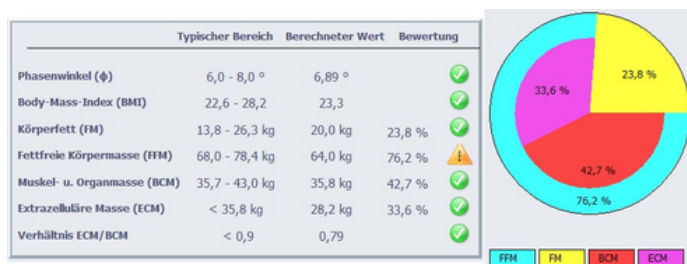 Typischer Bereich Berechneter Wert Bewertung
Phasenwinkel (ϕ) 6,0 - 8,0 ° 6,89 °
Body-Mass-Index (BMI) 22,6 - 28,2 23,3
Körperfett (FM) 13,8 - 26,3 kg 20,0 kg 23,8 %
Fettfreie Körpermasse (FFM) 68,0 - 78,4 kg 64,0 kg 76,2 %
Muskel- u. Organmasse (BCM) 35,7 - 43,0 kg 35,8 kg 42,7 %
Extrazelluläre Masse (ECM) < 35,8 kg 28,2 kg 33,6 %
Verhältnis ECM/BCM < 0,9 0,79
23,8 %
33,6 %
42,7 %
76,2 %
FFM FM BCM ECM